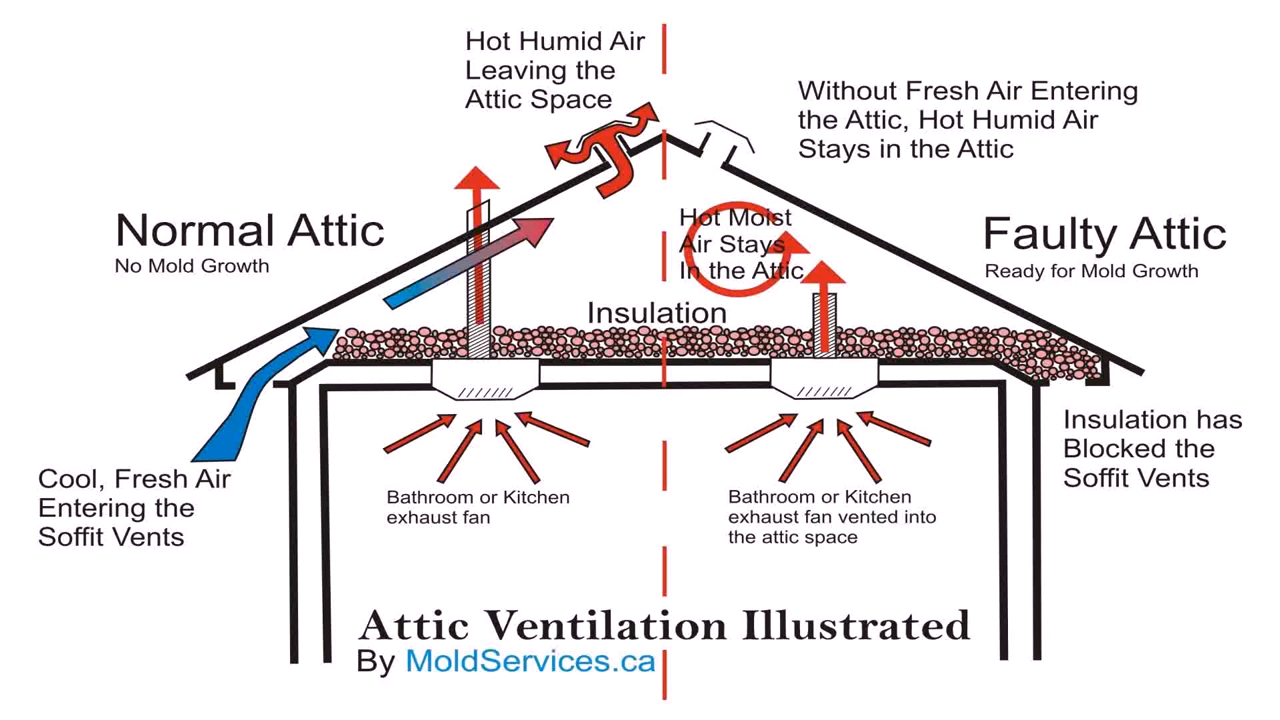 Hot Humid Air
Leaving the
Attic Space
Without Fresh Air Entering
the Attic, Hot Humid Air
Stays in the Attic
Normal Attic
No Mold Growth
Hot Moist
Air Stays
In the Attic
Faulty Attic
Ready for Mold Growth
Insulation
Cool, Fresh Air
Entering the
Soffit Vents
Bathroom or Kitchen
exhaust fan
Bathroom or Kitchen
exhaust fan vented into
the attic space
Insulation has
Blocked the
Soffit Vents
Attic Ventilation Illustrated
By MoldServices.ca